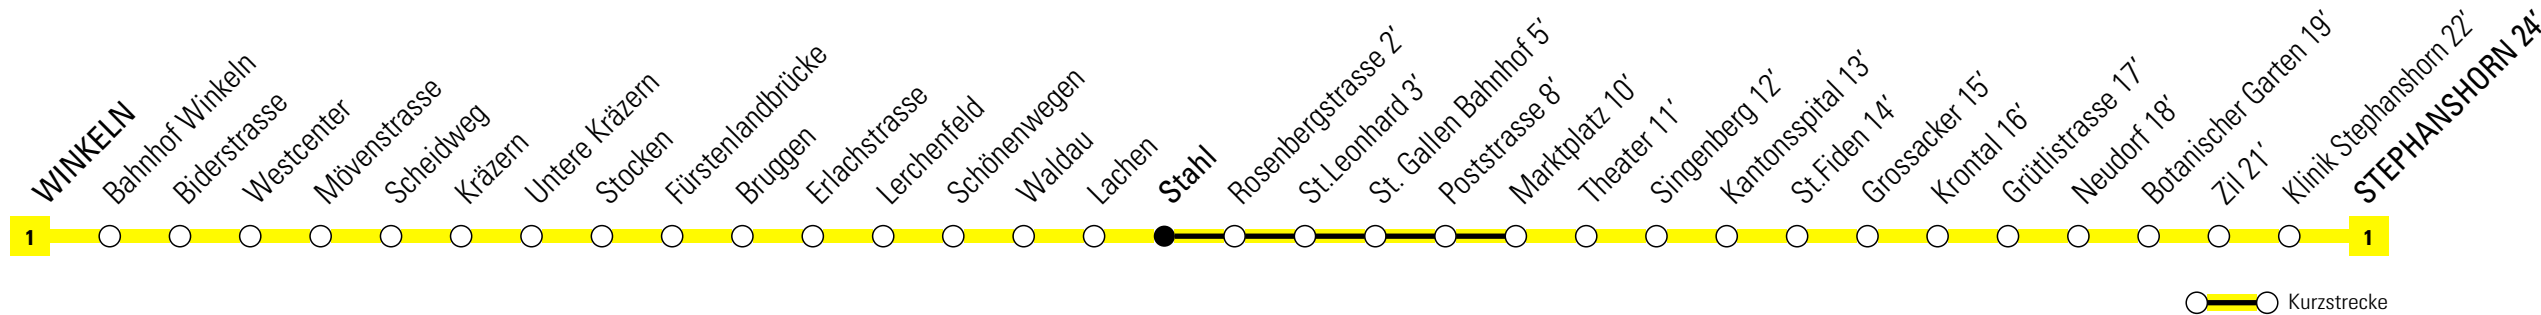 WINKELN
Bahnhof Winkeln
Biderstrasse
Westcenter
Mövenstrasse
Scheidweg
Kräzern
Untere Kräzern
Stocken
Fürstenlandbrücke
Bruggen
Erlachstrasse
Lerchenfeld
Schönenwegen
Waldau
Lachen
Stahl
Rosenbergstrasse 2'
St.Leonhard 3'
St. Gallen Bahnhof 5'
Poststrasse 8'
Marktplatz 10'
Theater 11'
Singenberg 12'
Kantonsspital 13'
St.Fiden 14'
Grossacker 15'
Krontal 16'
Grütlistrasse 17'
Neudorf 18'
Botanischer Garten 19'
Zil 21'
Klinik Stephanshorn 22'
STEPHANSHORN 24'
1
1
Kurzstrecke